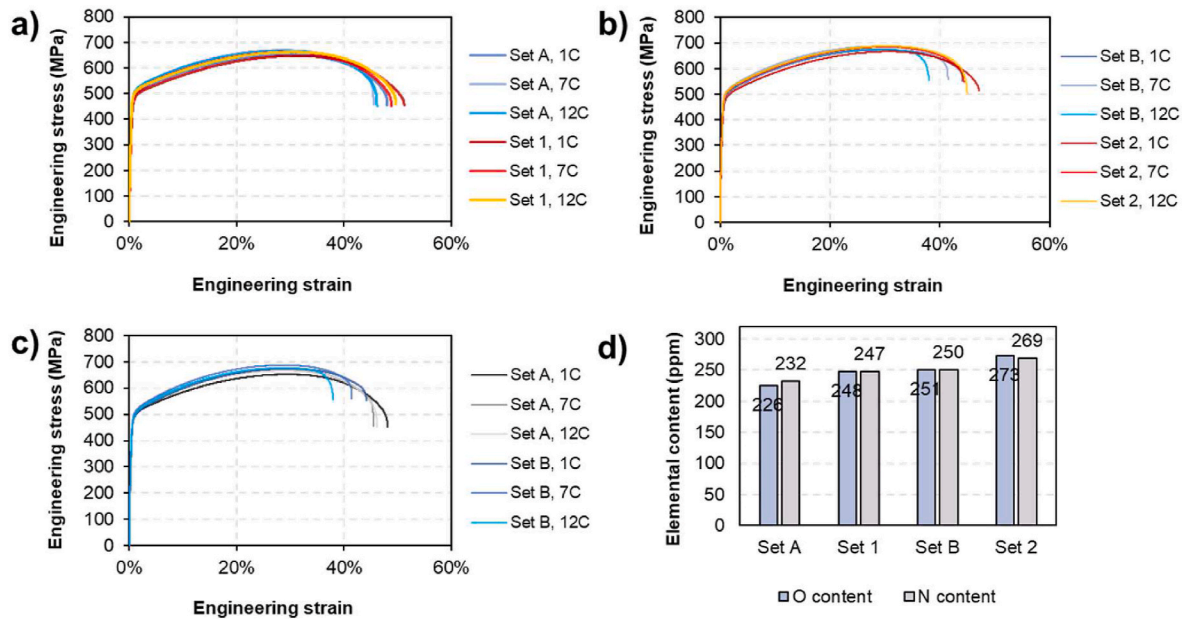 a)
Engineering stress (MPa)
800
700
600
500
400
300
200
100
0
0% 20% 40% 60%
Engineering strain
Set A, 1C
Set A, 7C
Set A, 12C
Set 1, 1C
Set 1, 7C
Set 1, 12C
b)
Engineering stress (MPa)
800
700
600
500
400
300
200
100
0
0% 20% 40% 60%
Engineering strain
Set B, 1C
Set B, 7C
Set B, 12C
Set 2, 1C
Set 2, 7C
Set 2, 12C
c)
Engineering stress (MPa)
800
700
600
500
400
300
200
100
0
0% 20% 40% 60%
Engineering strain
Set A, 1C
Set A, 7C
Set A, 12C
Set B, 1C
Set B, 7C
Set B, 12C
d)
Elemental content (ppm)
300
250
200
150
100
50
0
226 232 248 247 251 250 273 269
Set A Set 1 Set B Set 2
O content N content